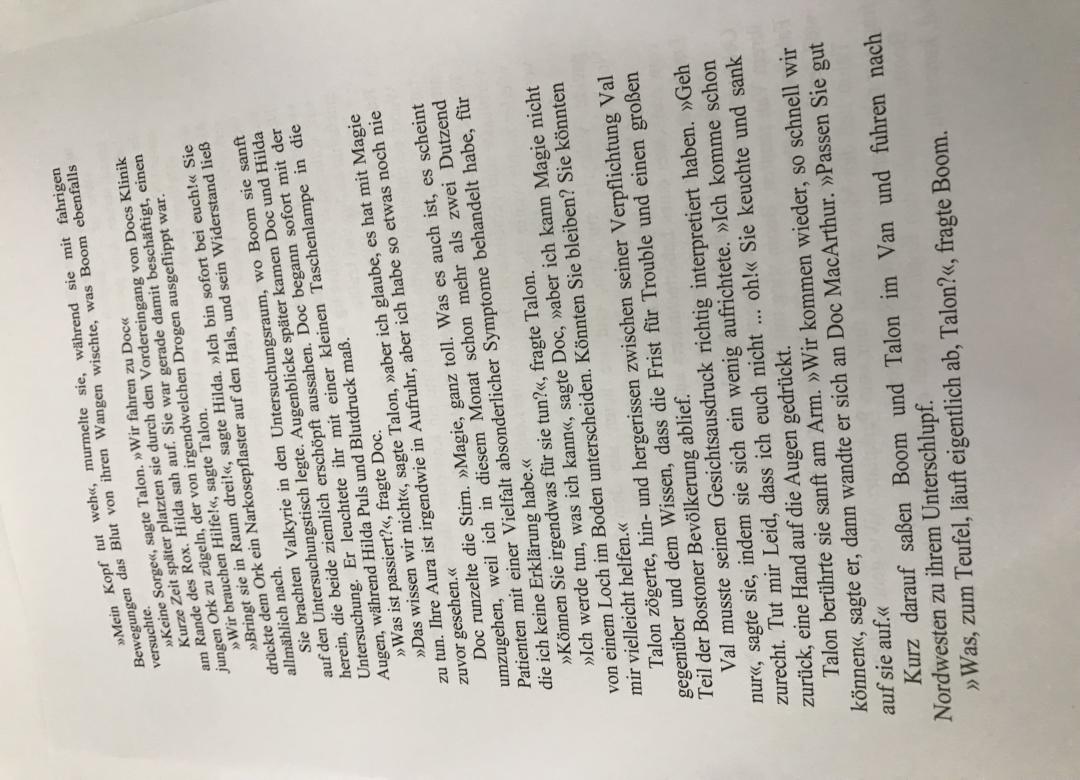 »Mein Kopf tut weh«, murmelte sie, während sie mit fahrigen
Bewegungen das Blut von ihren Wangen wischte, was Boom ebenfalls
versuchte.
»Keine Sorge«, sagte Talon. »Wir fahren zu Doc«
Kurze Zeit später platzten sie durch den Vordereingang von Docs Klinik
am Rande des Rox. Hilda sah auf. Sie war gerade damit beschäftigt, einen
jungen Ork zu zügeln, der von irgendwelchen Drogen ausgeflippt war.
»Wir brauchen Hilfe!«, sagte Talon.
»Bringt sie in Raum drei!«, sagte Hilda. »Ich bin sofort bei euch!« Sie
drückte dem Ork ein Narkosepflaster auf den Hals, und sein Widerstand ließ
allmählich nach.
Sie brachten Valkyrie in den Untersuchungsraum, wo Boom sie sanft
auf den Untersuchungstisch legte. Augenblicke später kamen Doc und Hilda
herein, die beide ziemlich erschöpft aussahen. Doc begann sofort mit der
Untersuchung. Er leuchtete ihr mit einer kleinen Taschenlampe in die
Augen, während Hilda Puls und Blutdruck maß.
»Was ist passiert?«, fragte Doc.
»Das wissen wir nicht«, sagte Talon, »aber ich glaube, es hat mit Magie
zu tun. Ihre Aura ist irgendwie in Aufruhr, aber ich habe so etwas noch nie
zuvor gesehen.«
Doc runzelte die Stirn. »Magie, ganz toll. Was es auch ist, es scheint
umzugehen, weil ich in diesem Monat schon mehr als zwei Dutzend
Patienten mit einer Vielfalt absonderlicher Symptome behandelt habe, für
die ich keine Erklärung habe.«
»Können Sie irgendwas für sie tun?«, fragte Talon.
»Ich werde tun, was ich kann«, sagte Doc, »aber ich kann Magie nicht
von einem Loch im Boden unterscheiden. Könnten Sie bleiben? Sie könnten
mir vielleicht helfen.«
Talon zögerte, hin- und hergerissen zwischen seiner Verpflichtung Val
gegenüber und dem Wissen, dass die Frist für Trouble und einen großen
Teil der Bostoner Bevölkerung ablief.
Val musste seinen Gesichtsausdruck richtig interpretiert haben. »Geh
nur«, sagte sie, indem sie sich ein wenig aufrichtete. »Ich komme schon
zurecht. Tut mir Leid, dass ich euch nicht ... oh!« Sie keuchte und sank
zurück, eine Hand auf die Augen gedrückt.
Talon berührte sie sanft am Arm. »Wir kommen wieder, so schnell wir
können«, sagte er, dann wandte er sich an Doc MacArthur. »Passen Sie gut
auf sie auf.«
Kurz darauf saßen Boom und Talon im Van und fuhren nach
Nordwesten zu ihrem Unterschlupf.
»Was, zum Teufel, läuft eigentlich ab, Talon?«, fragte Boom.